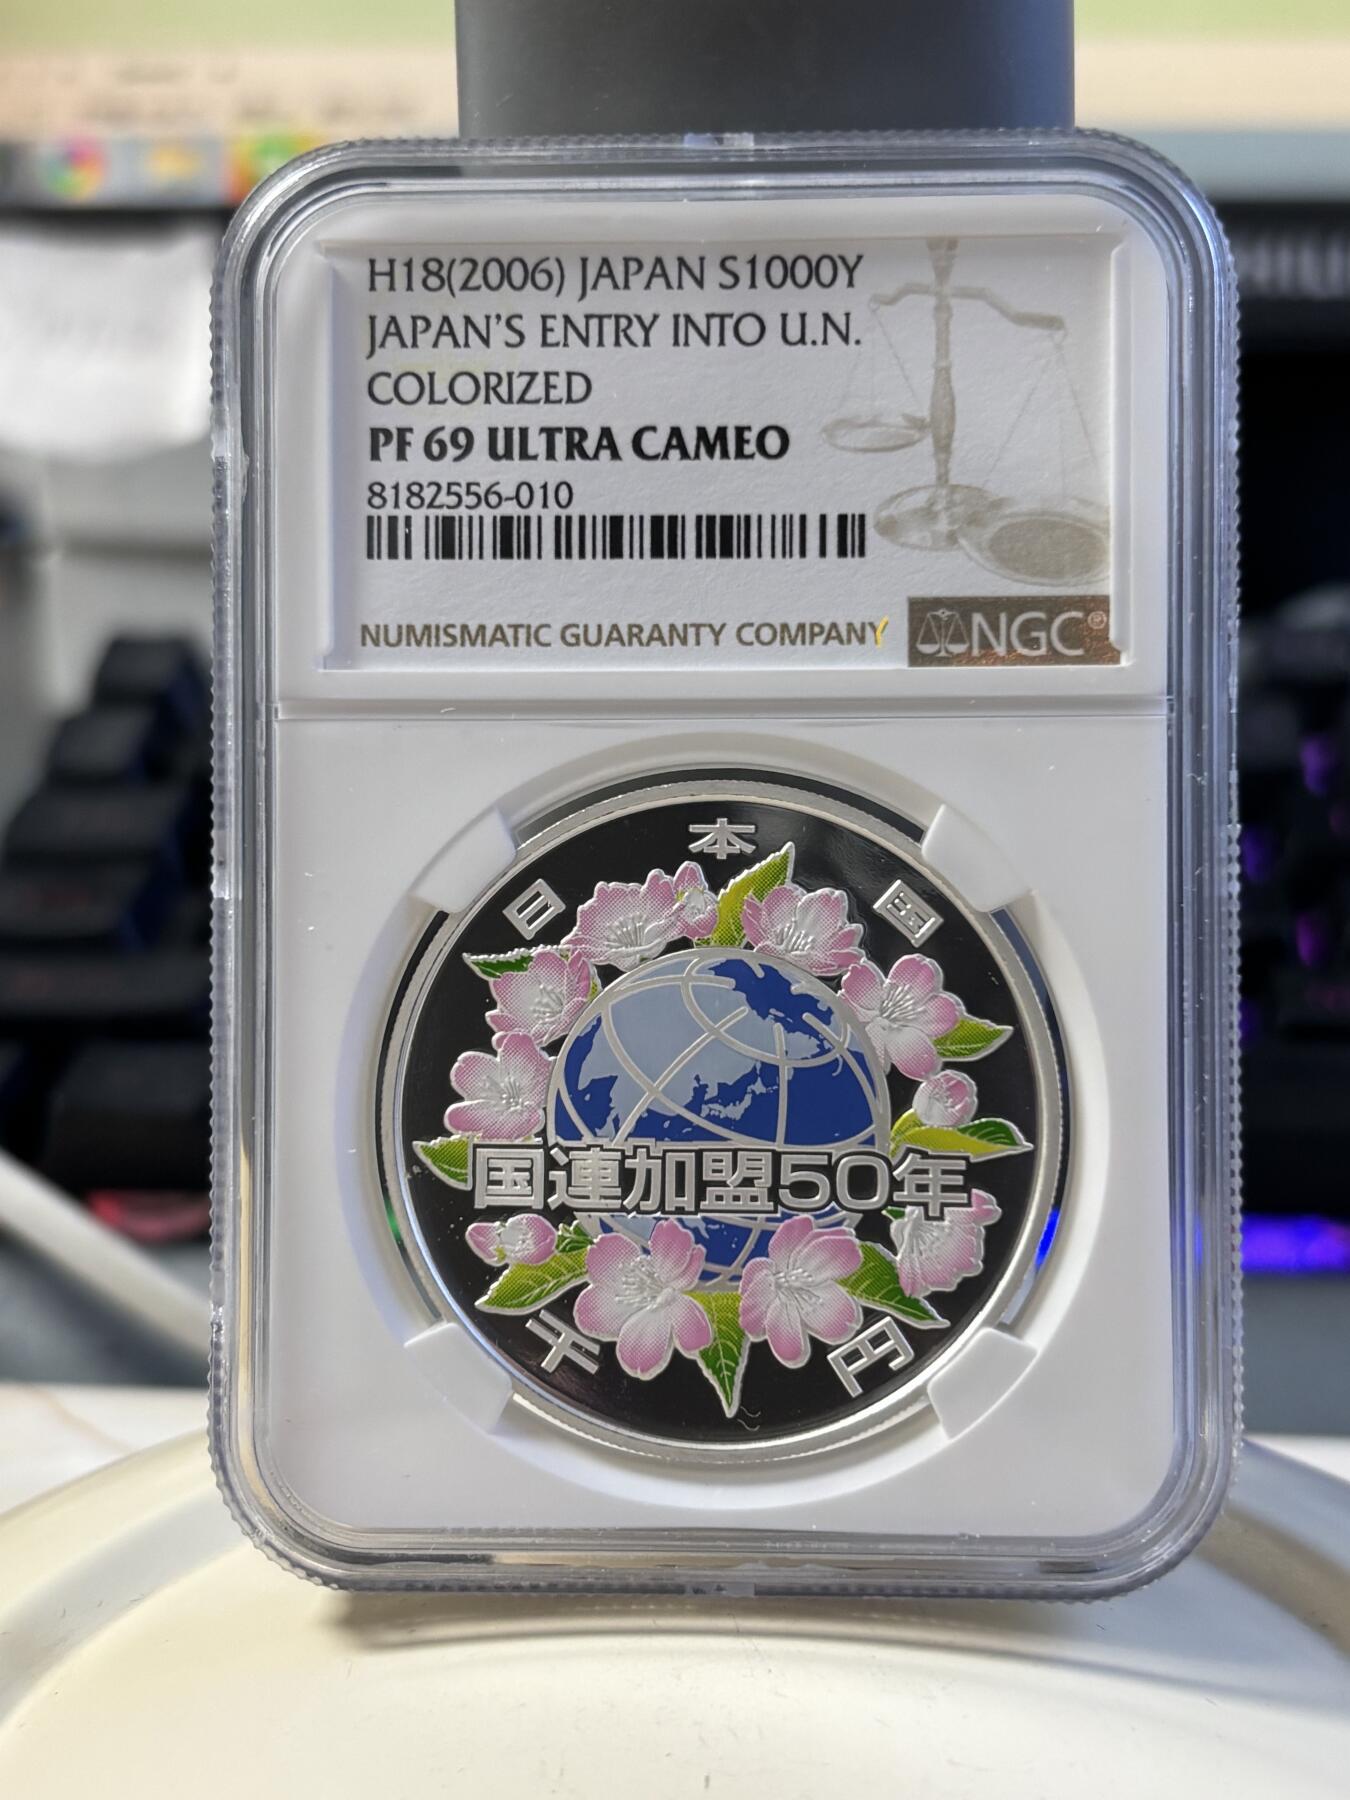 H18(2006) JAPAN S1000Y
JAPAN'S ENTRY INTO U.N.
COLORIZED
PF 69 ULTRA CAMEO
8182556-010
NUMISMATIC GUARANTY COMPANY
NGC®
日本国
国連加盟50年
千円